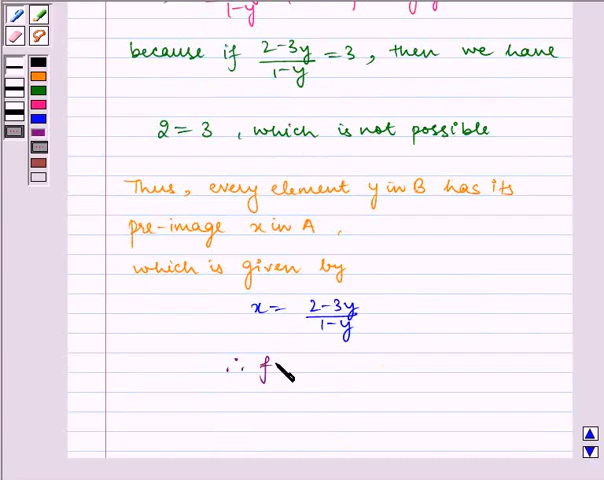 1-y
because if (2-3y)/(1-y) = 3, then we have
2 = 3, which is not possible
Thus, every element y in B has its
pre-image x in A,
which is given by
x = (2-3y)/(1-y)
∴ f